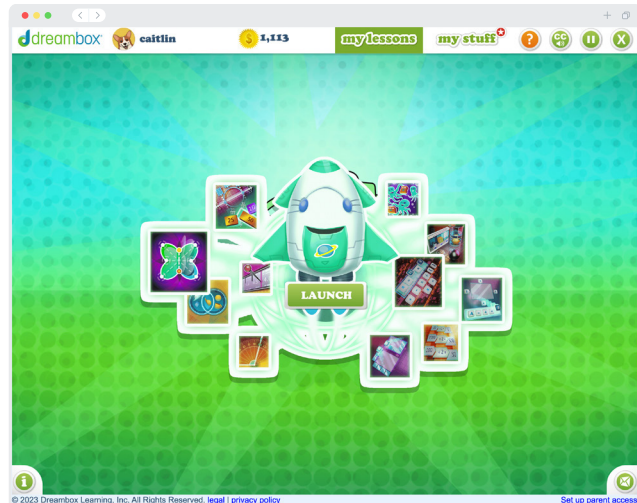 dreambox caitlin 1,113 my lessons my stuff ? CC X
LAUNCH
i
© 2023 Dreambox Learning, Inc. All Rights Reserved. legal | privacy policy Set up parent access